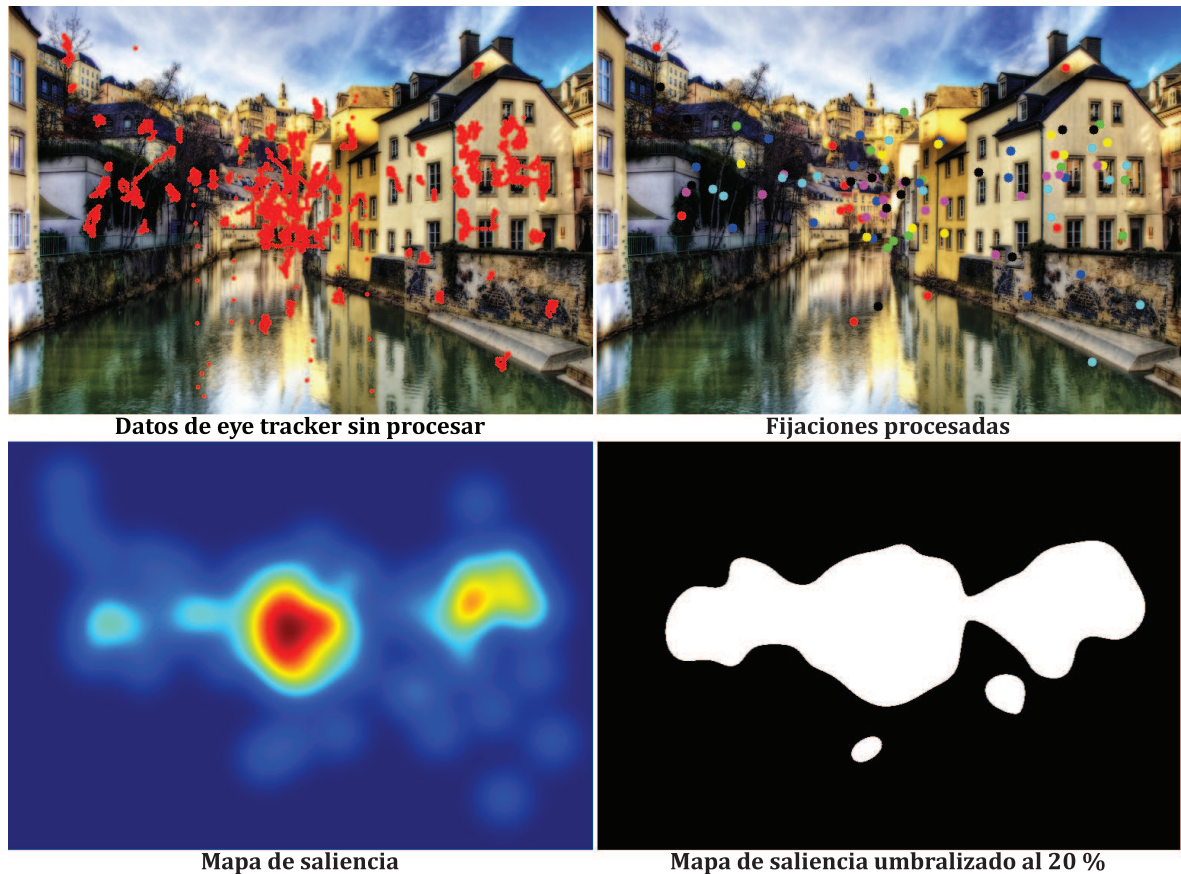 Datos de eye tracker sin procesar
Fijaciones procesadas
Mapa de saliencia
Mapa de saliencia umbralizado al 20 %